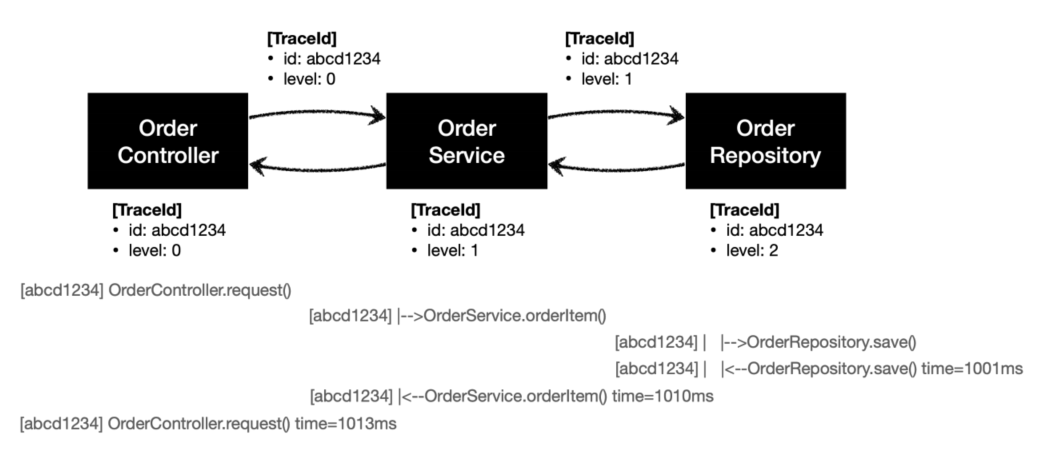 [TraceId]
• id: abcd1234
• level: 0
[TraceId]
• id: abcd1234
• level: 1
Order
Controller
Order
Service
Order
Repository
[TraceId]
• id: abcd1234
• level: 0
[TraceId]
• id: abcd1234
• level: 1
[TraceId]
• id: abcd1234
• level: 2
[abcd1234] OrderController.request()
[abcd1234] |-->OrderService.orderItem()
[abcd1234] | |-->OrderRepository.save()
[abcd1234] | |<--OrderRepository.save() time=1001ms
[abcd1234] |<--OrderService.orderItem() time=1010ms
[abcd1234] OrderController.request() time=1013ms